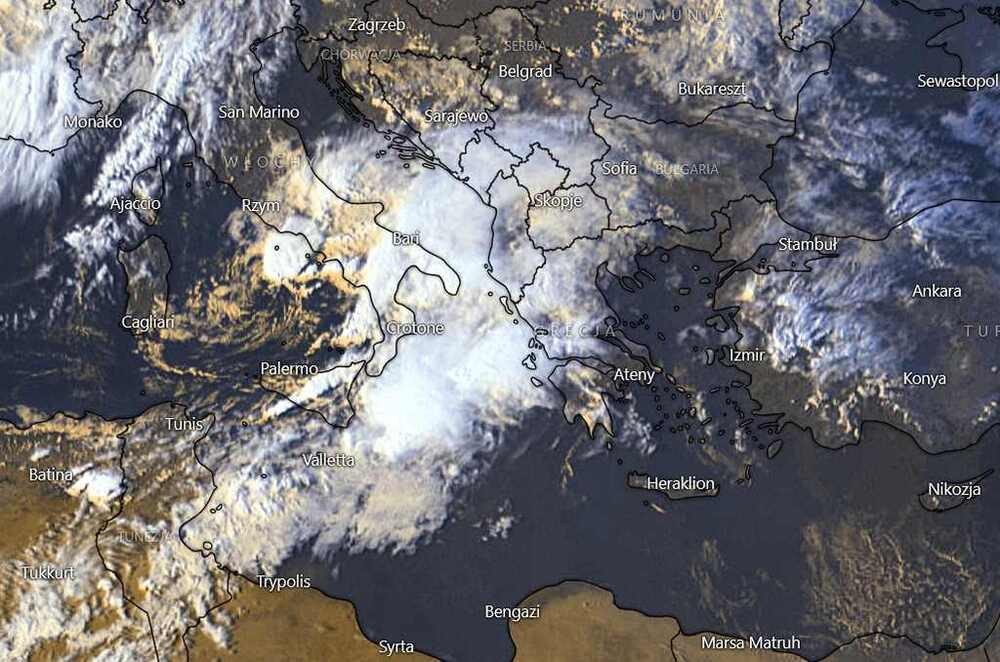 RUMUNIA
Zagrzeb
SERBIA
CHORWACJA
Belgrad
Sewastopol
Bukareszt
San Marino
Sarajewo
Monako
WŁOCHY
Sofia
BUŁGARIA
Ajaccio
Rzym
Skopje
Bari
Stambuł
Ankara
Cagliari
Crotone
GRECJA
TUR
Izmir
Palermo
Ateny
Konya
Tunis
Valletta
Batina
Heraklion
Nikozja
TUNEZJA
Tukkurt
Trypolis
Bengazi
Syrta
Marsa Matruh